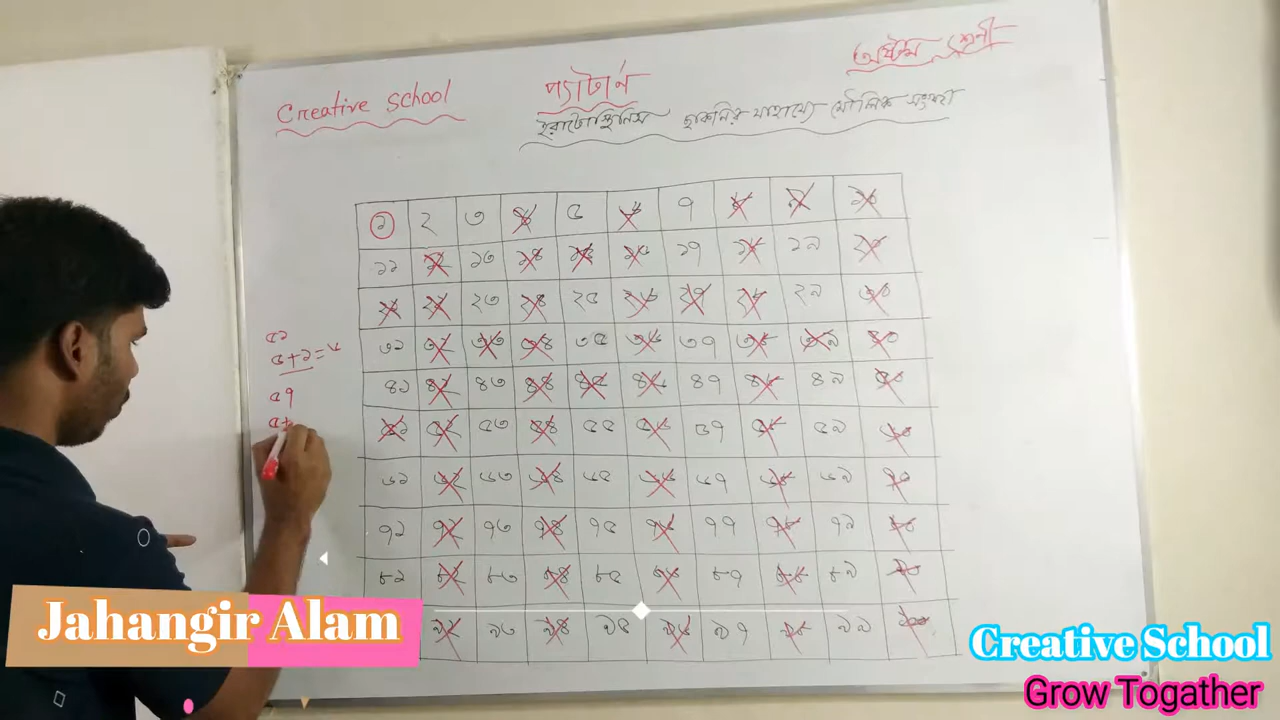 Creative School
প্যাটার্ন
অষ্টম শ্রেণী
ইরাটোস্থিনিস ছাকনির সাহায্যে মৌলিক সংখ্যা
১ ২ ৩ ৪ ৫ ৬ ৭ ৮ ৯ ১০
১১ ১২ ১৩ ১৪ ১৫ ১৬ ১৭ ১৮ ১৯ ২০
২১ ২২ ২৩ ২৪ ২৫ ২৬ ২৭ ২৮ ২৯ ৩০
৩১ ৩২ ৩৩ ৩৪ ৩৫ ৩৬ ৩৭ ৩৮ ৩৯ ৪০
৪১ ৪২ ৪৩ ৪৪ ৪৫ ৪৬ ৪৭ ৪৮ ৪৯ ৫০
৫১ ৫২ ৫৩ ৫৪ ৫৫ ৫৬ ৫৭ ৫৮ ৫৯ ৬০
৬১ ৬২ ৬৩ ৬৪ ৬৫ ৬৬ ৬৭ ৬৮ ৬৯ ৭০
৭১ ৭২ ৭৩ ৭৪ ৭৫ ৭৬ ৭৭ ৭৮ ৭৯ ৮০
৮১ ৮২ ৮৩ ৮৪ ৮৫ ৮৬ ৮৭ ৮৮ ৮৯ ৯০
৯২ ৯৩ ৯৪ ৯৫ ৯৬ ৯৭ ৯৮ ৯৯ ১০০
৫১
৫+১=৬
৫৭
৫+
Jahangir Alam
Creative School
Grow Togather